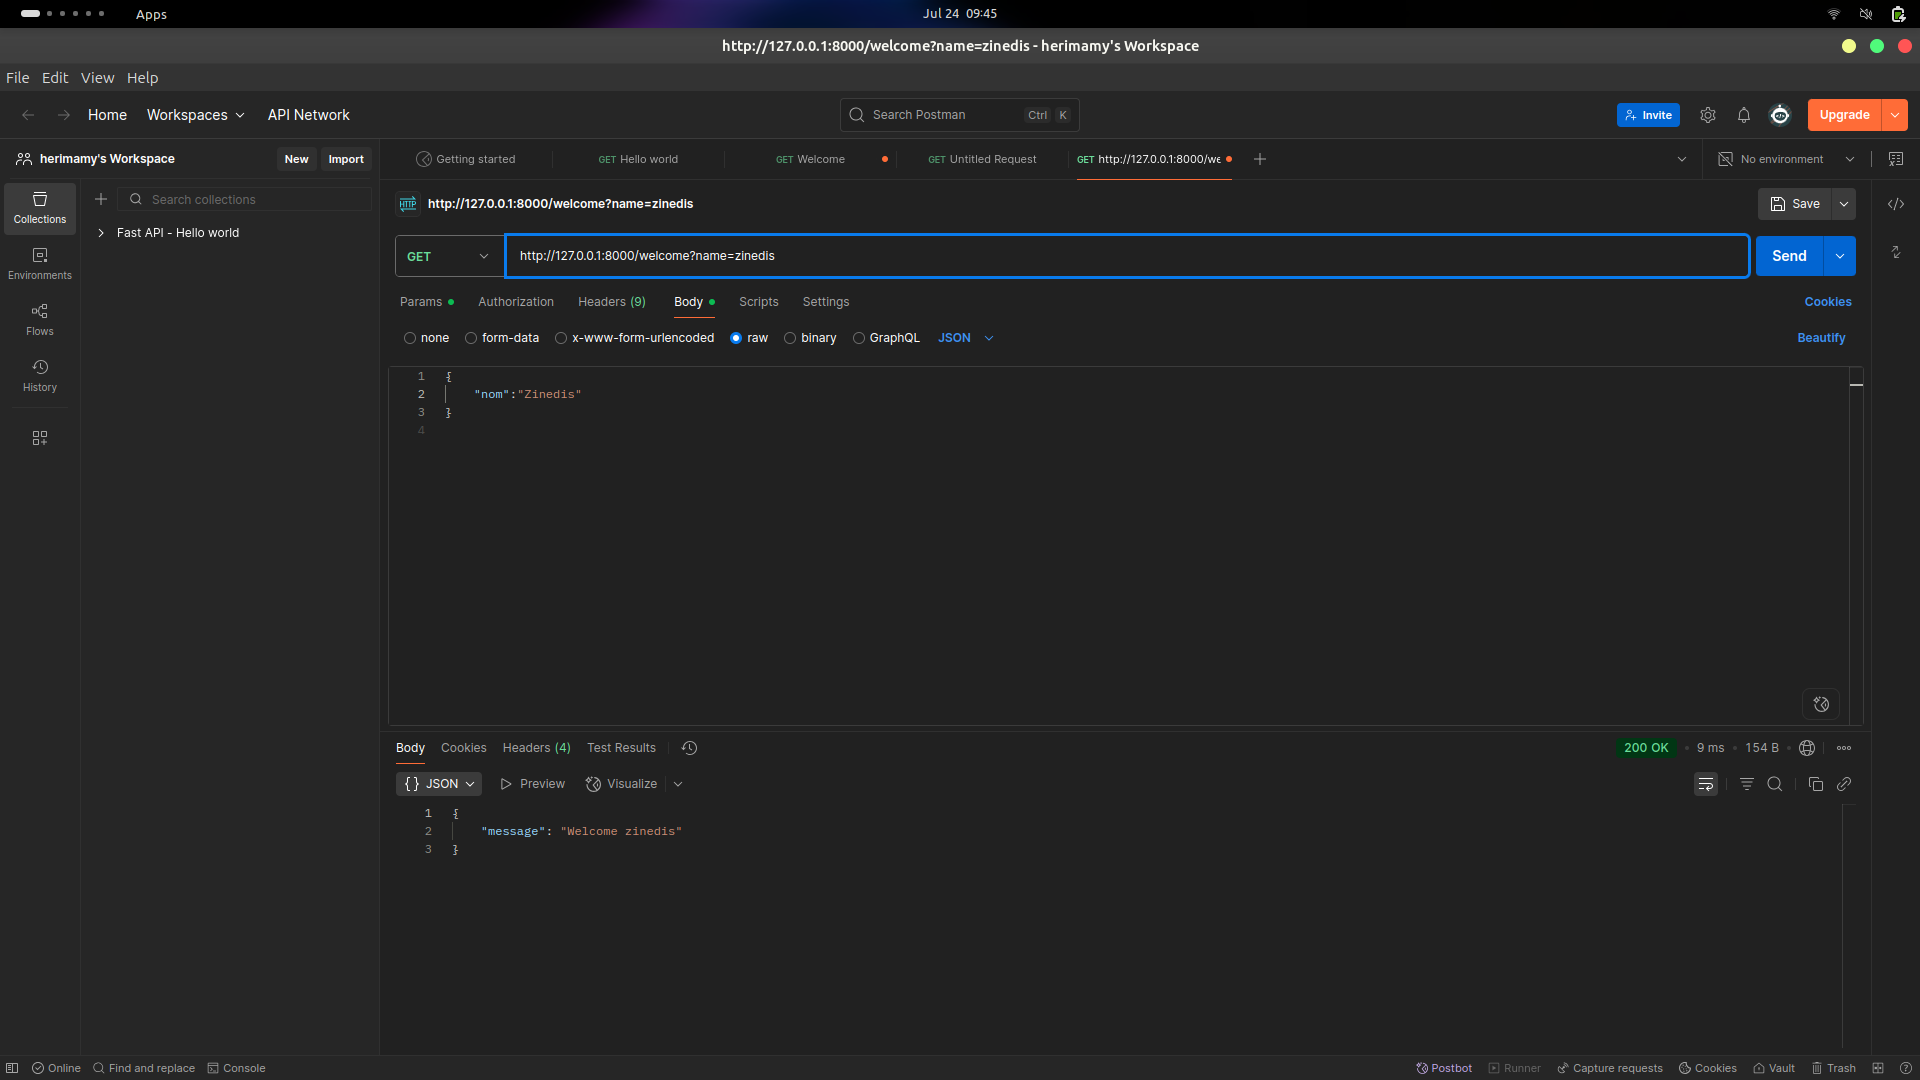 Apps
Jul 24 09:45
http://127.0.0.1:8000/welcome?name=zinedis - herimamy's Workspace
File Edit View Help
Home Workspaces API Network
Search Postman Ctrl K
Invite
Upgrade
herimamy's Workspace New Import
Getting started
GET Hello world
GET Welcome
GET Untitled Request
GET http://127.0.0.1:8000/we
No environment
Collections
Environments
Flows
History
Search collections
Fast API - Hello world
HTTP http://127.0.0.1:8000/welcome?name=zinedis
Save
GET http://127.0.0.1:8000/welcome?name=zinedis
Send
Params Authorization Headers (9) Body Scripts Settings
Cookies
none form-data x-www-form-urlencoded raw binary GraphQL JSON
Beautify
1 {
2 "nom":"Zinedis"
3 }
4
Body Cookies Headers (4) Test Results
200 OK 9 ms 154 B
{} JSON Preview Visualize
1 {
2 "message": "Welcome zinedis"
3 }
Online Find and replace Console
Postbot Runner Capture requests Cookies Vault Trash